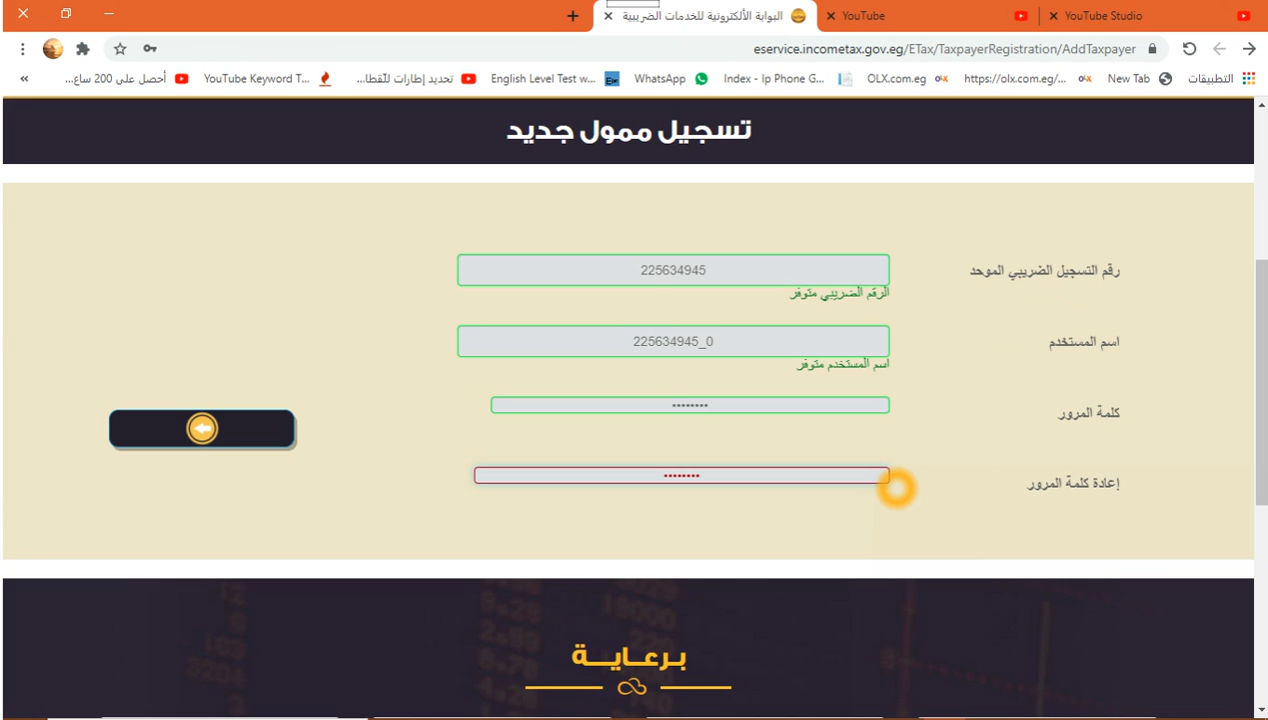 البوابة الألكترونية للخدمات الضريبية
YouTube
YouTube Studio
eservice.incometax.gov.eg/ETax/TaxpayerRegistration/AddTaxpayer
التطبيقات
New Tab
https://olx.com.eg/...
OLX.com.eg
Index - Ip Phone G...
WhatsApp
English Level Test w...
تحديد إطارات للّقطا...
YouTube Keyword T...
أحصل على 200 ساع...
تسجيل ممول جديد
رقم التسجيل الضريبي الموحد
225634945
الرقم الضريبي متوفر
اسم المستخدم
225634945_0
اسم المستخدم متوفر
كلمة المرور
••••••••
إعادة كلمة المرور
••••••••
برعاية